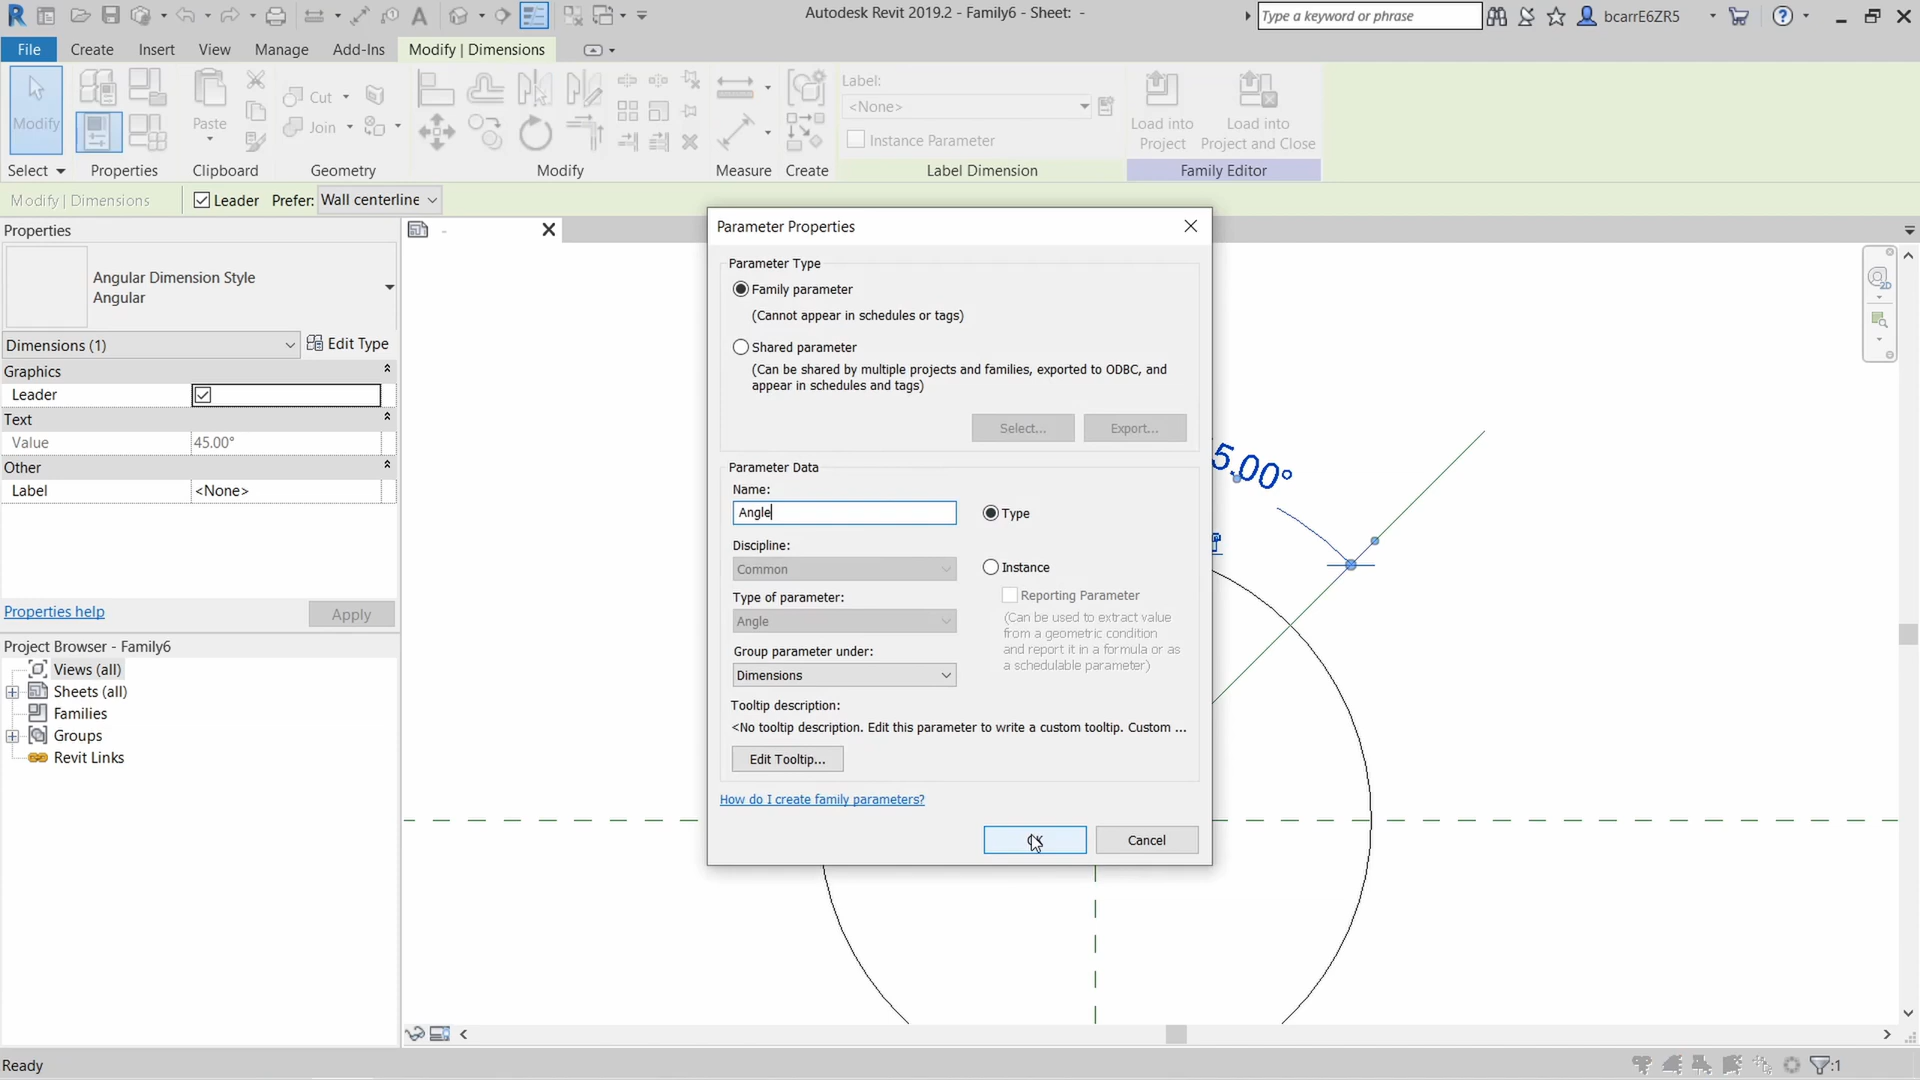 Autodesk Revit 2019.2 - Family6 - Sheet: -
Type a keyword or phrase
bcarrE6ZR5
File
Create
Insert
View
Manage
Add-Ins
Modify | Dimensions
Modify
Paste
Cut
Join
Label:
<None>
Instance Parameter
Load into
Project
Load into
Project and Close
Select
Properties
Clipboard
Geometry
Modify
Measure
Create
Label Dimension
Family Editor
Modify | Dimensions
Leader
Prefer:
Wall centerline
Properties
Angular Dimension Style
Angular
Dimensions (1)
Edit Type
Graphics
Leader
Text
Value
45.00°
Other
Label
<None>
Properties help
Apply
Project Browser - Family6
Views (all)
Sheets (all)
Families
Groups
Revit Links
-
Parameter Properties
Parameter Type
Family parameter
(Cannot appear in schedules or tags)
Shared parameter
(Can be shared by multiple projects and families, exported to ODBC, and
appear in schedules and tags)
Select...
Export...
Parameter Data
Name:
Angle
Type
Discipline:
Common
Instance
Type of parameter:
Angle
Reporting Parameter
(Can be used to extract value
from a geometric condition
and report it in a formula or as
a schedulable parameter)
Group parameter under:
Dimensions
Tooltip description:
<No tooltip description. Edit this parameter to write a custom tooltip. Custom ...
Edit Tooltip...
How do I create family parameters?
OK
Cancel
5.00°
2D
Ready
:1